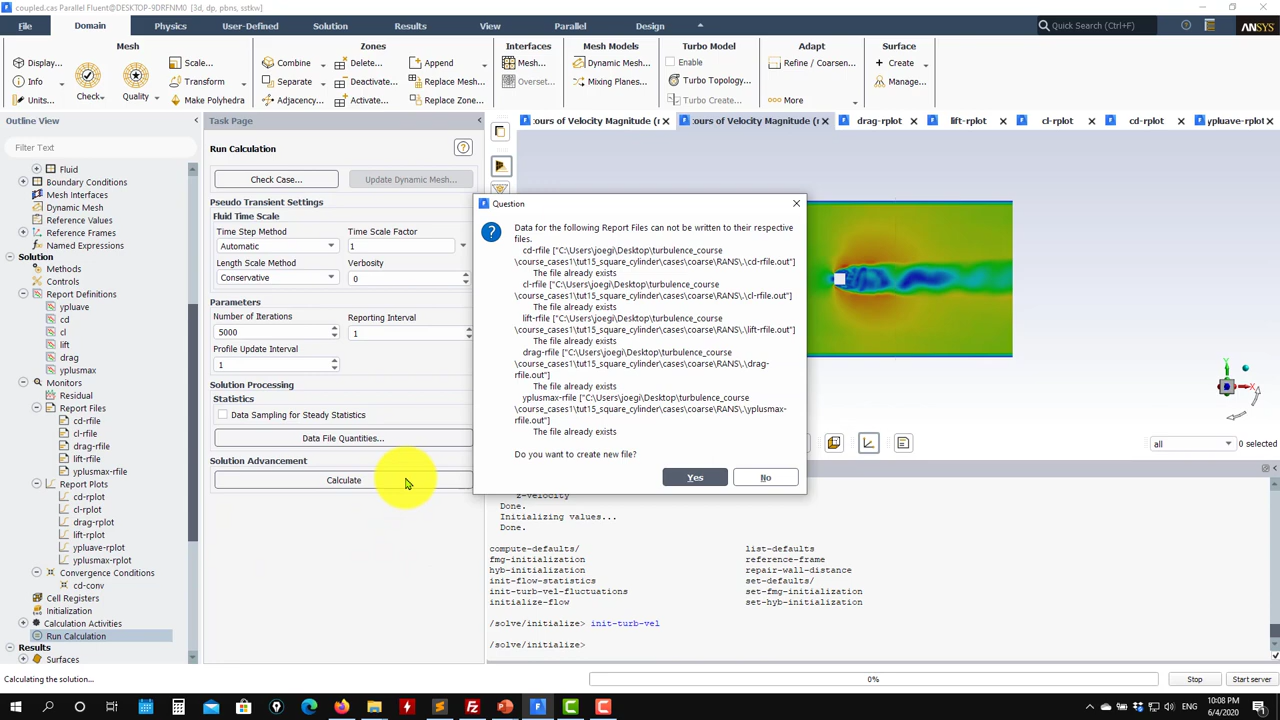 coupled.cas Parallel Fluent@DESKTOP-9DRFNM0 [3d, dp, pbns, sstkw]
File Domain Physics User-Defined Solution Results View Parallel Design Quick Search (Ctrl+F) ANSYS
Mesh
Display...
Info
Units...
Check
Quality
Scale...
Transform
Make Polyhedra
Zones
Combine
Separate
Adjacency...
Delete...
Deactivate...
Activate...
Append
Replace Mesh...
Replace Zone...
Interfaces
Mesh...
Overset...
Mesh Models
Dynamic Mesh...
Mixing Planes...
Turbo Model
Enable
Turbo Topology...
Turbo Create...
Adapt
Refine / Coarsen...
More
Surface
Create
Manage...
Outline View
Filter Text
Fluid
Boundary Conditions
Mesh Interfaces
Dynamic Mesh
Reference Values
Reference Frames
Named Expressions
Solution
Methods
Controls
Report Definitions
ypluave
cd
cl
lift
drag
yplusmax
Monitors
Residual
Report Files
cd-rfile
cl-rfile
drag-rfile
lift-rfile
yplusmax-rfile
Report Plots
cd-rplot
cl-rplot
drag-rplot
lift-rplot
ypluave-rplot
yplusmax-rplot
Convergence Conditions
cd-conv
Cell Registers
Initialization
Calculation Activities
Run Calculation
Results
Surfaces
Task Page
Run Calculation
Check Case... Update Dynamic Mesh...
Pseudo Transient Settings
Fluid Time Scale
Time Step Method Time Scale Factor
Automatic 1
Length Scale Method Verbosity
Conservative 0
Parameters
Number of Iterations Reporting Interval
5000 1
Profile Update Interval
1
Solution Processing
Statistics
Data Sampling for Steady Statistics
Data File Quantities...
Solution Advancement
Calculate
:ours of Velocity Magnitude (r :ours of Velocity Magnitude (r drag-rplot lift-rplot cl-rplot cd-rplot ypluave-rplot
Question
Data for the following Report Files can not be written to their respective
files.
cd-rfile ["C:\Users\joegi\Desktop\turbulence_course
\course_cases1\tut15_square_cylinder\cases\coarse\RANS\.\cd-rfile.out"]
The file already exists
cl-rfile ["C:\Users\joegi\Desktop\turbulence_course
\course_cases1\tut15_square_cylinder\cases\coarse\RANS\.\cl-rfile.out"]
The file already exists
lift-rfile ["C:\Users\joegi\Desktop\turbulence_course
\course_cases1\tut15_square_cylinder\cases\coarse\RANS\.\lift-rfile.out"]
The file already exists
drag-rfile ["C:\Users\joegi\Desktop\turbulence_course
\course_cases1\tut15_square_cylinder\cases\coarse\RANS\.\drag-
rfile.out"]
The file already exists
yplusmax-rfile ["C:\Users\joegi\Desktop\turbulence_course
\course_cases1\tut15_square_cylinder\cases\coarse\RANS\.\yplusmax-
rfile.out"]
The file already exists
Do you want to create new file?
Yes No
Y
X
all 0 selected
z-velocity
Done.
Initializing values...
Done.
compute-defaults/ list-defaults
fmg-initialization reference-frame
hyb-initialization repair-wall-distance
init-flow-statistics set-defaults/
init-turb-vel-fluctuations set-fmg-initialization
initialize-flow set-hyb-initialization
/solve/initialize> init-turb-vel
/solve/initialize>
Calculating the solution... 0% Stop Start server
ENG 10:08 PM
6/4/2020